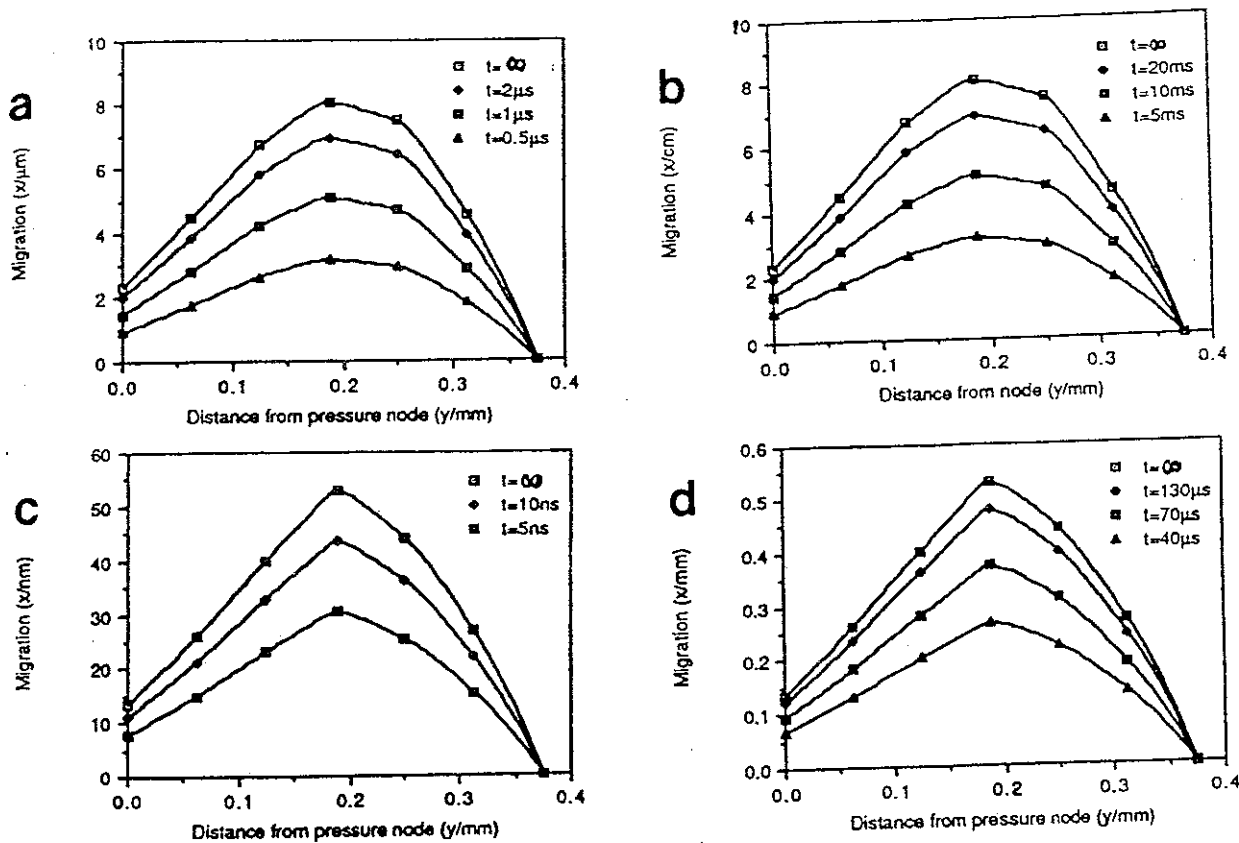 a
10
8
6
4
2
0
Migration (x/μm)
t=∞
t=2μs
t=1μs
t=0.5μs
0.0 0.1 0.2 0.3 0.4
Distance from pressure node (y/mm)
b
10
8
6
4
2
0
Migration (x/cm)
t=∞
t=20ms
t=10ms
t=5ms
0.0 0.1 0.2 0.3 0.4
Distance from node (y/mm)
c
60
50
40
30
20
10
0
Migration (x/nm)
t=∞
t=10ns
t=5ns
0.0 0.1 0.2 0.3 0.4
Distance from pressure node (y/mm)
d
0.6
0.5
0.4
0.3
0.2
0.1
0.0
Migration (x/mm)
t=∞
t=130μs
t=70μs
t=40μs
0.0 0.1 0.2 0.3 0.4
Distance from pressure node (y/mm)